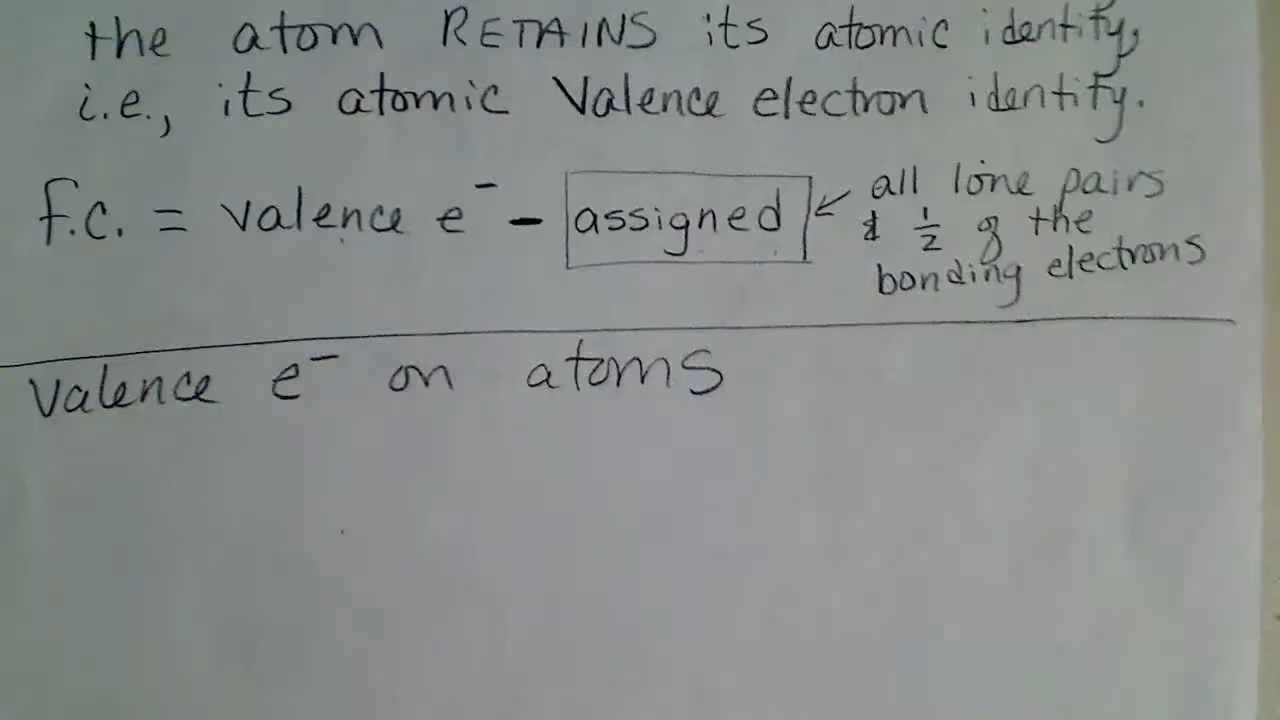 the atom RETAINS its atomic identity,
i.e., its atomic Valence electron identity.
f.c. = valence e⁻ - assigned
all lone pairs
& 1/2 of the
bonding electrons
Valence e⁻ on atoms